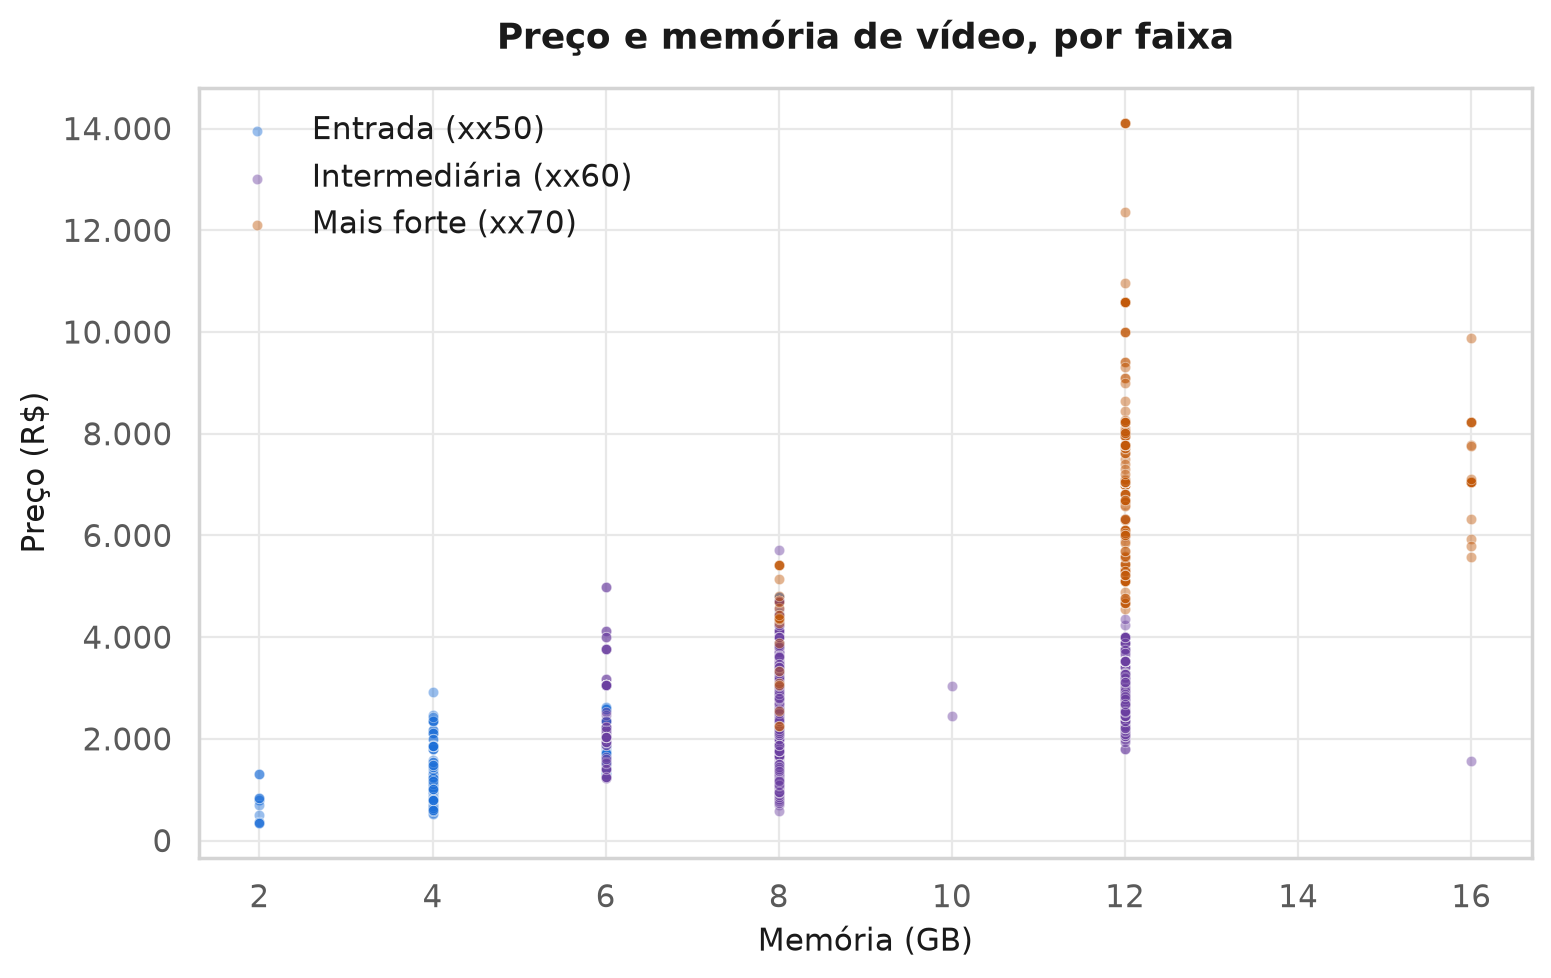 Preço e memória de vídeo, por faixa
Entrada (xx50)
Intermediária (xx60)
Mais forte (xx70)
14.000
12.000
10.000
8.000
6.000
4.000
2.000
0
Preço (R$)
2 4 6 8 10 12 14 16
Memória (GB)